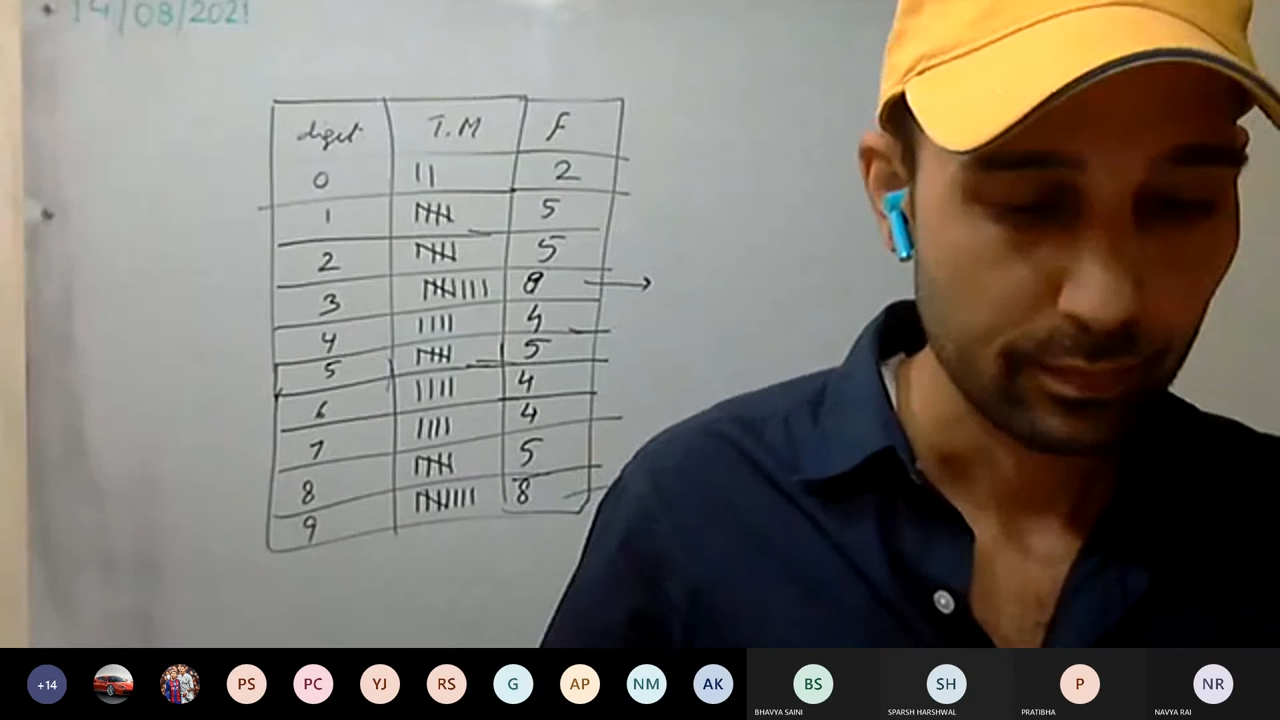 14/08/2021
digit T.M f
0 || 2
1 5
2 5
3 8
4 |||| 4
5 5
6 |||| 4
7 |||| 4
8 5
9 8
+14 PS PC YJ RS G AP NM AK BS SH P NR
BHAVYA SAINI SPARSH HARSHWAL PRATIBHA NAVYA RAI